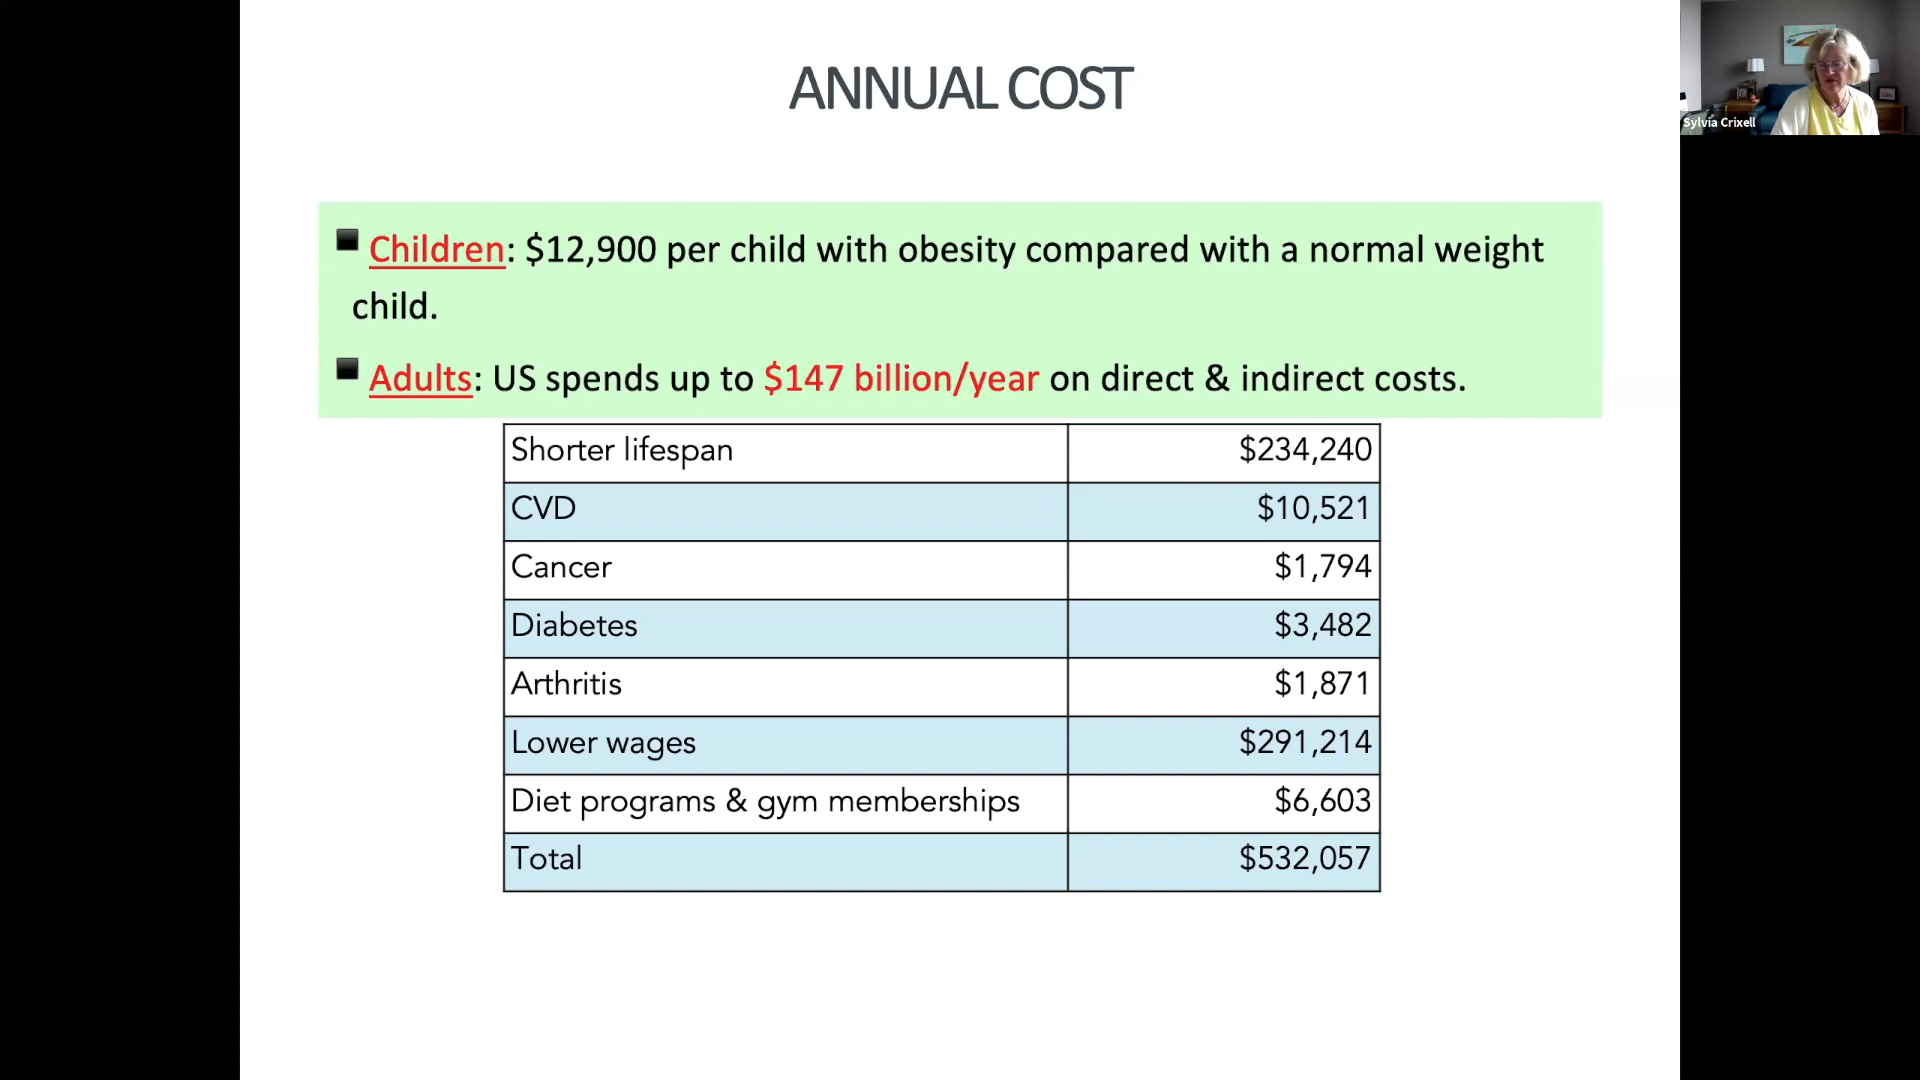 ANNUAL COST
Sylvia Crixell
Children: $12,900 per child with obesity compared with a normal weight
child.
Adults: US spends up to $147 billion/year on direct & indirect costs.
Shorter lifespan $234,240
CVD $10,521
Cancer $1,794
Diabetes $3,482
Arthritis $1,871
Lower wages $291,214
Diet programs & gym memberships $6,603
Total $532,057